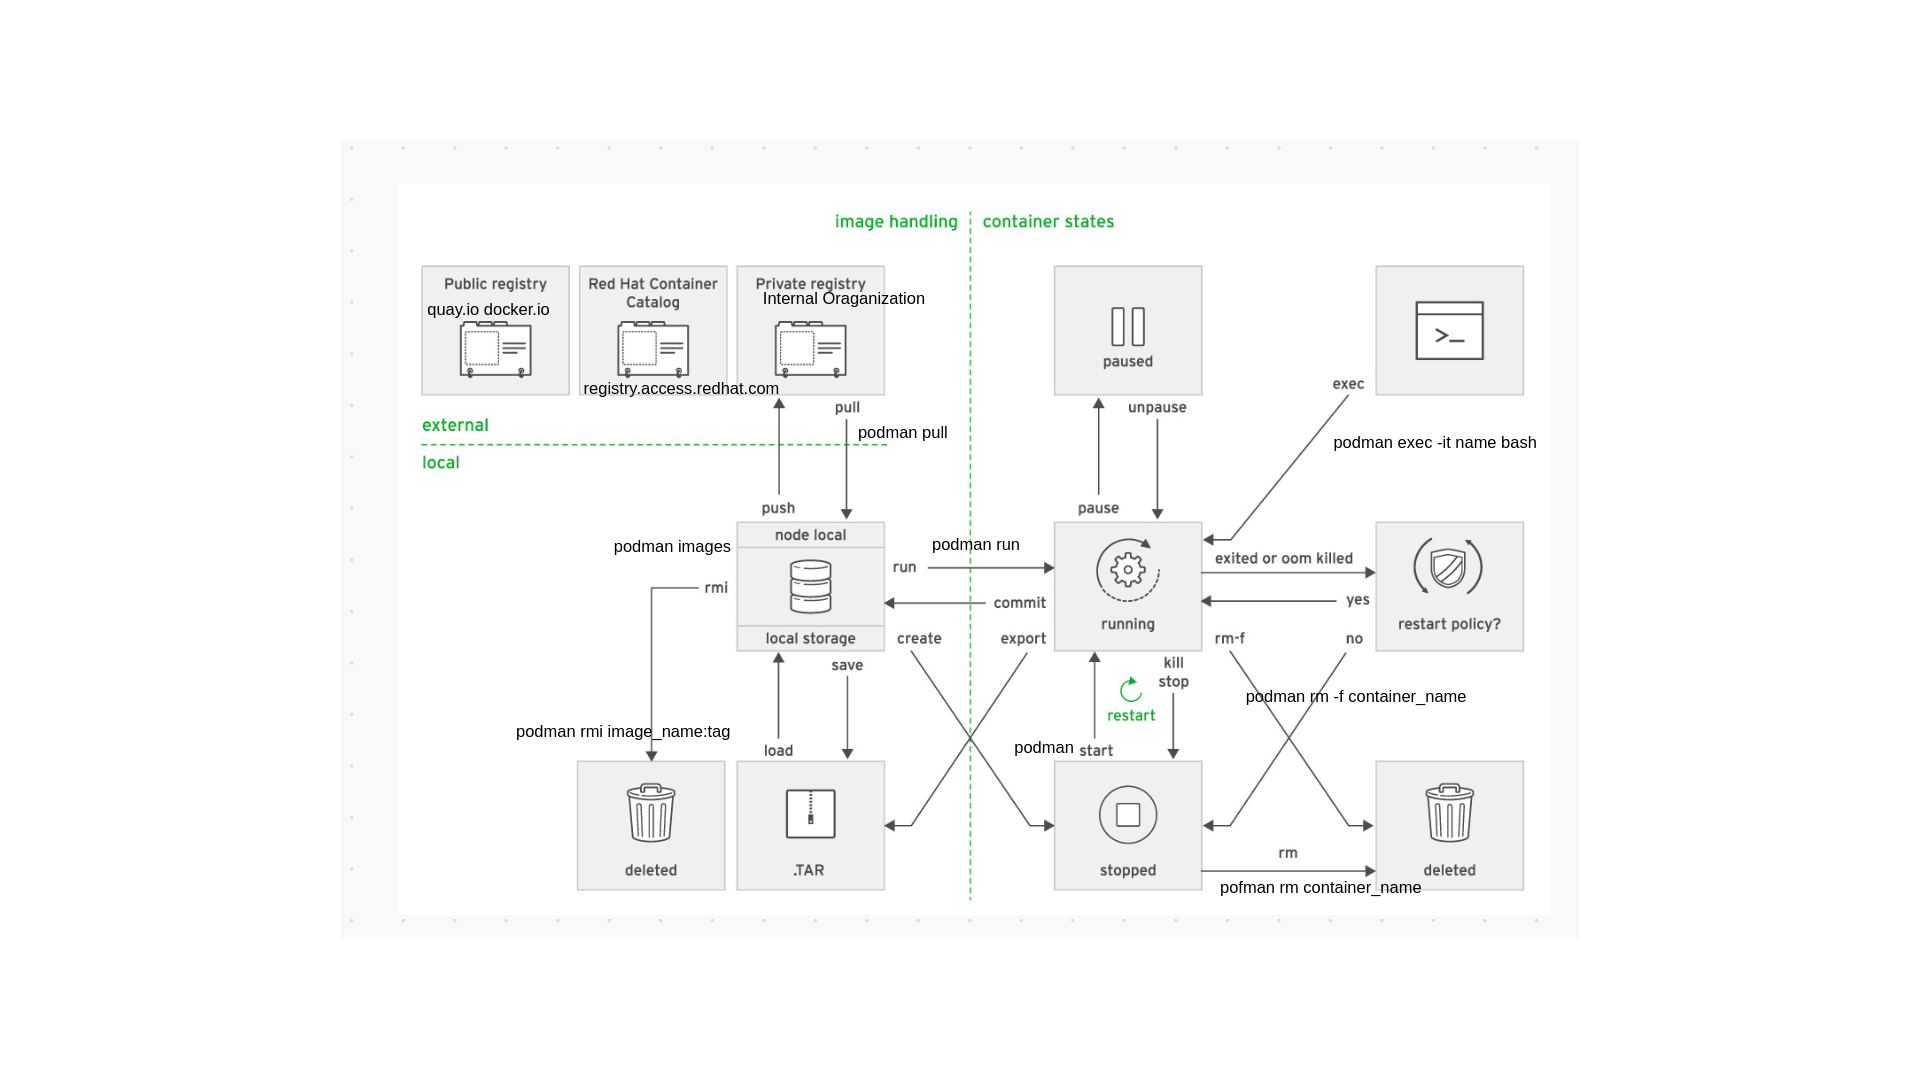 image handling
container states
Public registry
quay.io docker.io
Red Hat Container
Catalog
registry.access.redhat.com
Private registry
Internal Oraganization
paused
>_
external
local
pull
podman pull
push
unpause
pause
exec
podman exec -it name bash
node local
local storage
podman images
rmi
podman run
run
commit
create
export
save
load
running
exited or oom killed
yes
restart policy?
rm-f
no
kill
stop
restart
podman start
podman rm -f container_name
podman rmi image_name:tag
deleted
.TAR
stopped
rm
pofman rm container_name
deleted